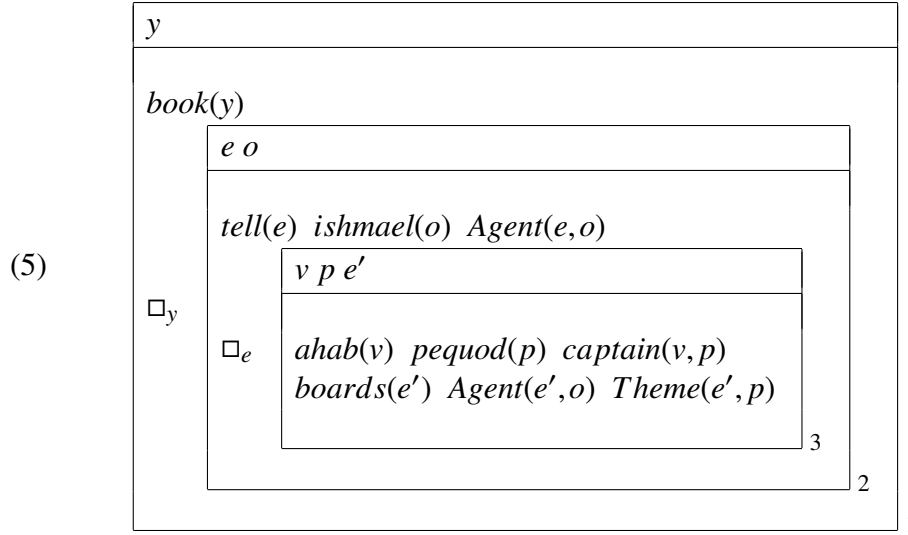 y
book(y)
e o
tell(e) ishmael(o) Agent(e,o)
(5)
v p e′
□y
□e
ahab(v) pequod(p) captain(v,p)
boards(e′) Agent(e′,o) Theme(e′,p)
3
2